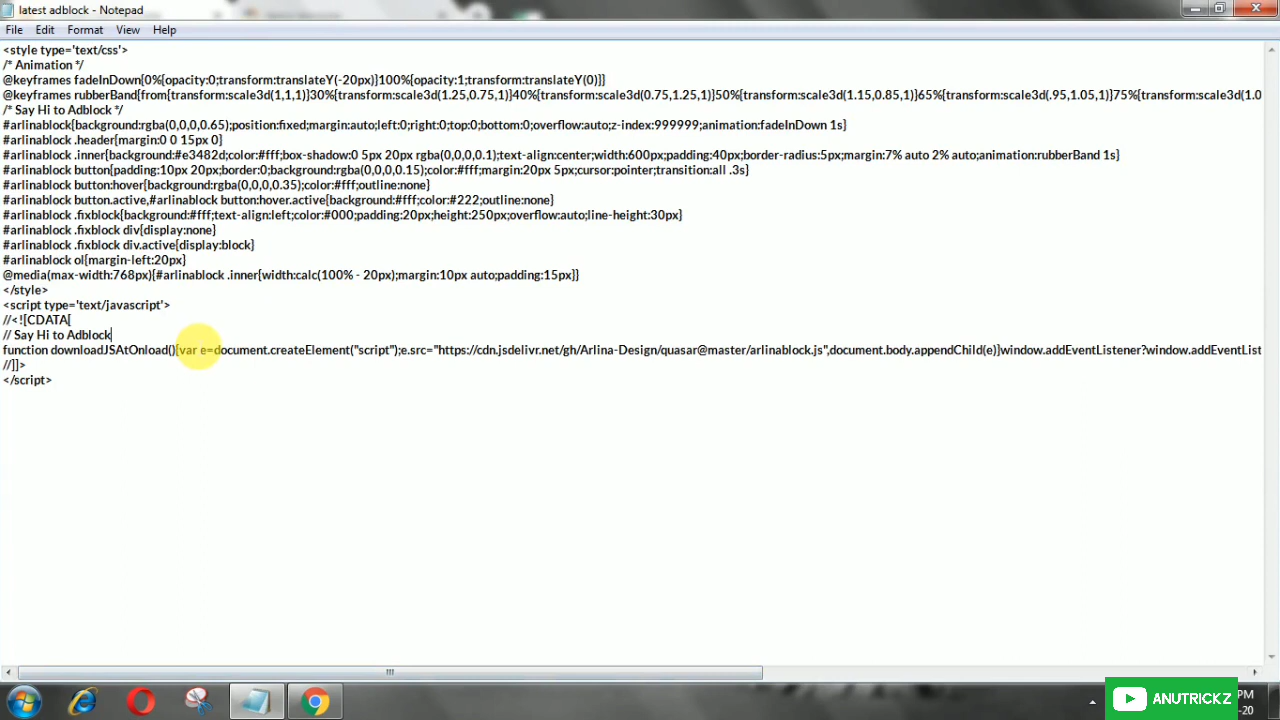 latest adblock - Notepad
File Edit Format View Help
<style type='text/css'>
/* Animation */
@keyframes fadeInDown{0%{opacity:0;transform:translateY(-20px)}100%{opacity:1;transform:translateY(0)}}
@keyframes rubberBand{from{transform:scale3d(1,1,1)}30%{transform:scale3d(1.25,0.75,1)}40%{transform:scale3d(0.75,1.25,1)}50%{transform:scale3d(1.15,0.85,1)}65%{transform:scale3d(.95,1.05,1)}75%{transform:scale3d(1.0
/* Say Hi to Adblock */
#arlinablock{background:rgba(0,0,0,0.65);position:fixed;margin:auto;left:0;right:0;top:0;bottom:0;overflow:auto;z-index:999999;animation:fadeInDown 1s}
#arlinablock .header{margin:0 0 15px 0}
#arlinablock .inner{background:#e3482d;color:#fff;box-shadow:0 5px 20px rgba(0,0,0,0.1);text-align:center;width:600px;padding:40px;border-radius:5px;margin:7% auto 2% auto;animation:rubberBand 1s}
#arlinablock button{padding:10px 20px;border:0;background:rgba(0,0,0,0.15);color:#fff;margin:20px 5px;cursor:pointer;transition:all .3s}
#arlinablock button:hover{background:rgba(0,0,0,0.35);color:#fff;outline:none}
#arlinablock button.active,#arlinablock button:hover.active{background:#fff;color:#222;outline:none}
#arlinablock .fixblock{background:#fff;text-align:left;color:#000;padding:20px;height:250px;overflow:auto;line-height:30px}
#arlinablock .fixblock div{display:none}
#arlinablock .fixblock div.active{display:block}
#arlinablock ol{margin-left:20px}
@media(max-width:768px){#arlinablock .inner{width:calc(100% - 20px);margin:10px auto;padding:15px}}
</style>
<script type='text/javascript'>
//<![CDATA[
// Say Hi to Adblock
function downloadJSAtOnload(){var e=document.createElement("script");e.src="https://cdn.jsdelivr.net/gh/Arlina-Design/quasar@master/arlinablock.js",document.body.appendChild(e)}window.addEventListener?window.addEventList
//]]>
</script>
PM
-20
ANUTRICKZ